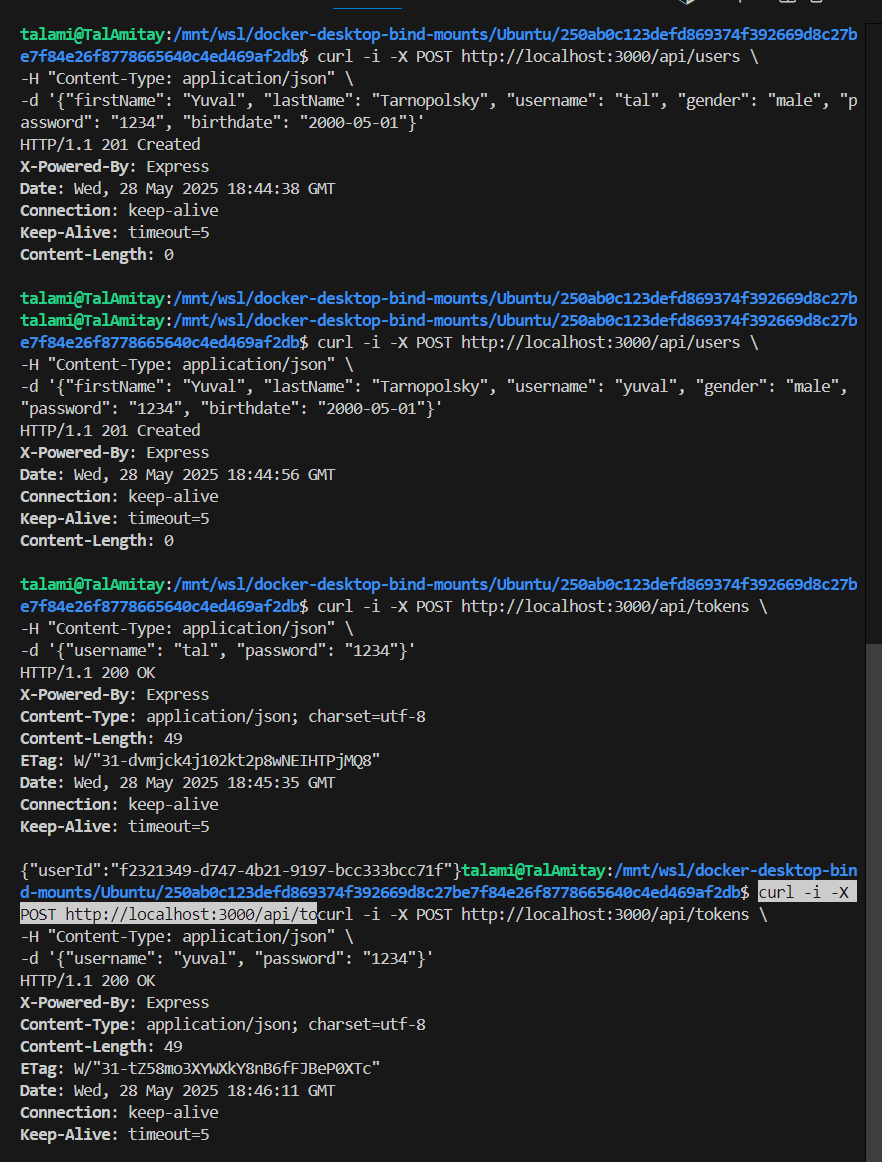 talami@TalAmitay:/mnt/wsl/docker-desktop-bind-mounts/Ubuntu/250ab0c123defd869374f392669d8c27b
e7f84e26f8778665640c4ed469af2db$ curl -i -X POST http://localhost:3000/api/users \
-H "Content-Type: application/json" \
-d '{"firstName": "Yuval", "lastName": "Tarnopolsky", "username": "tal", "gender": "male", "p
assword": "1234", "birthdate": "2000-05-01"}'
HTTP/1.1 201 Created
X-Powered-By: Express
Date: Wed, 28 May 2025 18:44:38 GMT
Connection: keep-alive
Keep-Alive: timeout=5
Content-Length: 0
talami@TalAmitay:/mnt/wsl/docker-desktop-bind-mounts/Ubuntu/250ab0c123defd869374f392669d8c27b
talami@TalAmitay:/mnt/wsl/docker-desktop-bind-mounts/Ubuntu/250ab0c123defd869374f392669d8c27b
e7f84e26f8778665640c4ed469af2db$ curl -i -X POST http://localhost:3000/api/users \
-H "Content-Type: application/json" \
-d '{"firstName": "Yuval", "lastName": "Tarnopolsky", "username": "yuval", "gender": "male", 
"password": "1234", "birthdate": "2000-05-01"}'
HTTP/1.1 201 Created
X-Powered-By: Express
Date: Wed, 28 May 2025 18:44:56 GMT
Connection: keep-alive
Keep-Alive: timeout=5
Content-Length: 0
talami@TalAmitay:/mnt/wsl/docker-desktop-bind-mounts/Ubuntu/250ab0c123defd869374f392669d8c27b
e7f84e26f8778665640c4ed469af2db$ curl -i -X POST http://localhost:3000/api/tokens \
-H "Content-Type: application/json" \
-d '{"username": "tal", "password": "1234"}'
HTTP/1.1 200 OK
X-Powered-By: Express
Content-Type: application/json; charset=utf-8
Content-Length: 49
ETag: W/"31-dvmjck4j102kt2p8wNEIHTPjMQ8"
Date: Wed, 28 May 2025 18:45:35 GMT
Connection: keep-alive
Keep-Alive: timeout=5
{"userId":"f2321349-d747-4b21-9197-bcc333bcc71f"}talami@TalAmitay:/mnt/wsl/docker-desktop-bin
d-mounts/Ubuntu/250ab0c123defd869374f392669d8c27be7f84e26f8778665640c4ed469af2db$ curl -i -X 
POST http://localhost:3000/api/tocurl -i -X POST http://localhost:3000/api/tokens \
-H "Content-Type: application/json" \
-d '{"username": "yuval", "password": "1234"}'
HTTP/1.1 200 OK
X-Powered-By: Express
Content-Type: application/json; charset=utf-8
Content-Length: 49
ETag: W/"31-tZ58mo3XYWXkY8nB6fFJBeP0XTc"
Date: Wed, 28 May 2025 18:46:11 GMT
Connection: keep-alive
Keep-Alive: timeout=5